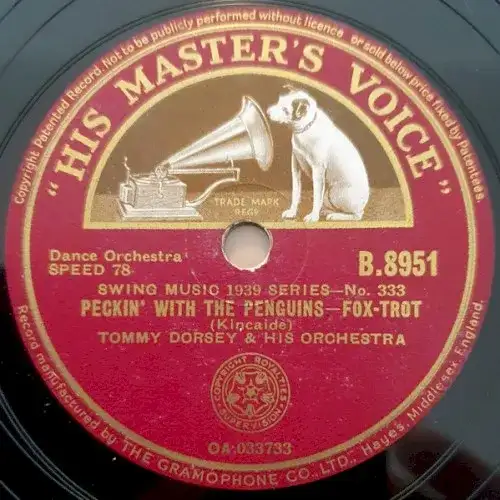 Copyright Patented Record. Not to be publicly performed without licence or sold below price fixed by Patentees.
"HIS MASTER'S VOICE"
TRADE MARK
REGD
Dance Orchestra
SPEED 78
B.8951
SWING MUSIC 1939 SERIES—No. 333
PECKIN' WITH THE PENGUINS—FOX-TROT
(Kincaide)
TOMMY DORSEY & HIS ORCHESTRA
COPYRIGHT ROYALTIES
SUPERVISION
OA·033733
Record manufactured by THE GRAMOPHONE CO., LTD., Hayes, Middlesex, England.